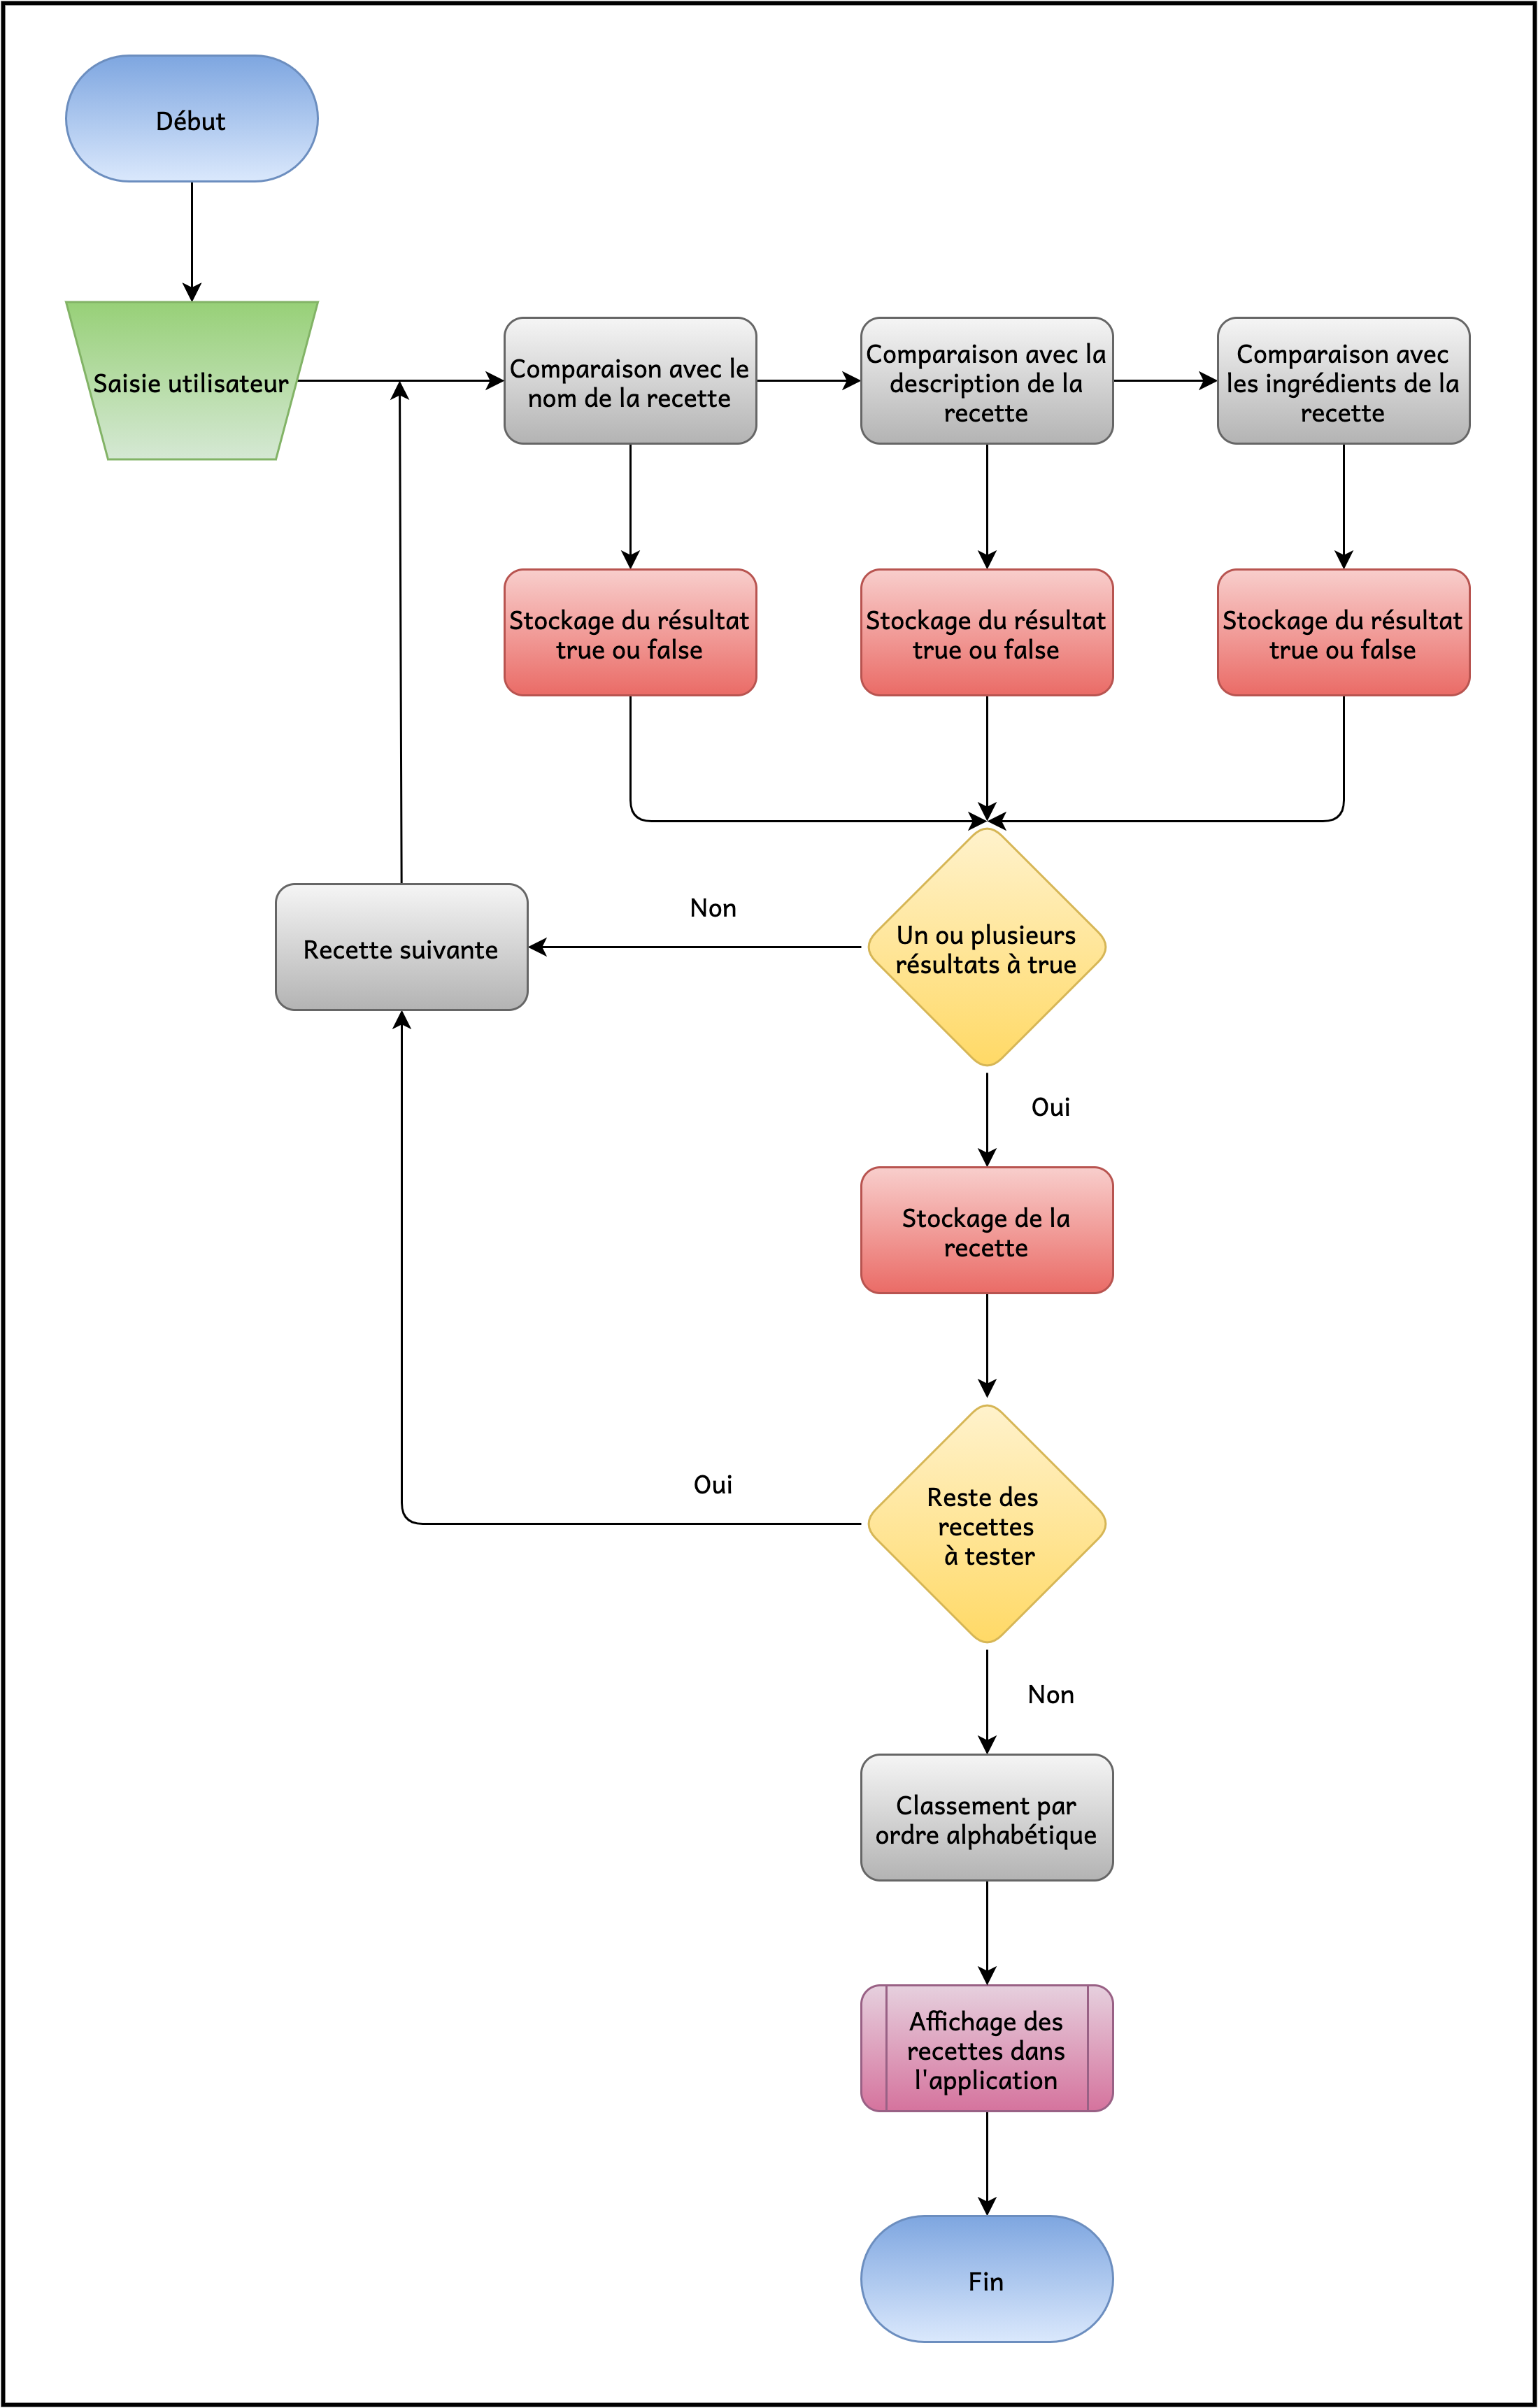 Début
Saisie utilisateur
Comparaison avec le
nom de la recette
Comparaison avec la
description de la
recette
Comparaison avec
les ingrédients de la
recette
Stockage du résultat
true ou false
Stockage du résultat
true ou false
Stockage du résultat
true ou false
Non
Recette suivante
Un ou plusieurs
résultats à true
Oui
Stockage de la
recette
Oui
Reste des
recettes
à tester
Non
Classement par
ordre alphabétique
Affichage des
recettes dans
l'application
Fin